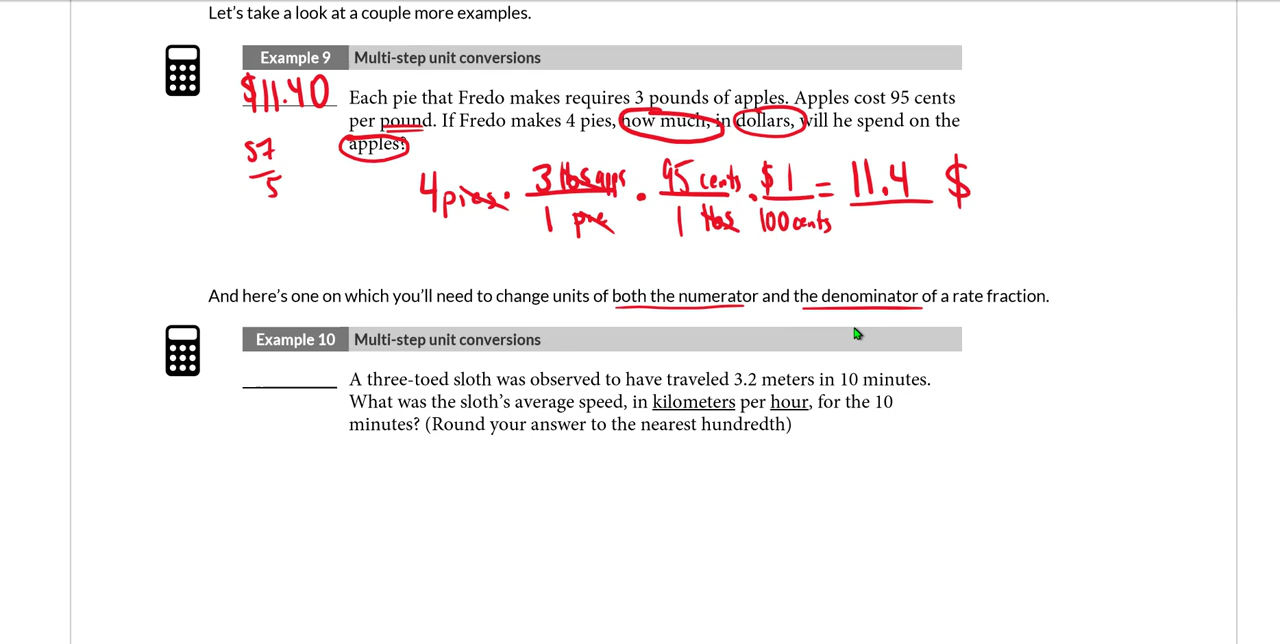 Let's take a look at a couple more examples.
Example 9 Multi-step unit conversions
$11.40 Each pie that Fredo makes requires 3 pounds of apples. Apples cost 95 cents
per pound. If Fredo makes 4 pies, how much, in dollars, will he spend on the
apples?
57
5
4 pies · 3 lbs apps · 95 cents · $ 1 = 11.4 $
1 pie 1 lbs 100 cents
And here's one on which you'll need to change units of both the numerator and the denominator of a rate fraction.
Example 10 Multi-step unit conversions
A three-toed sloth was observed to have traveled 3.2 meters in 10 minutes.
What was the sloth's average speed, in kilometers per hour, for the 10
minutes? (Round your answer to the nearest hundredth)